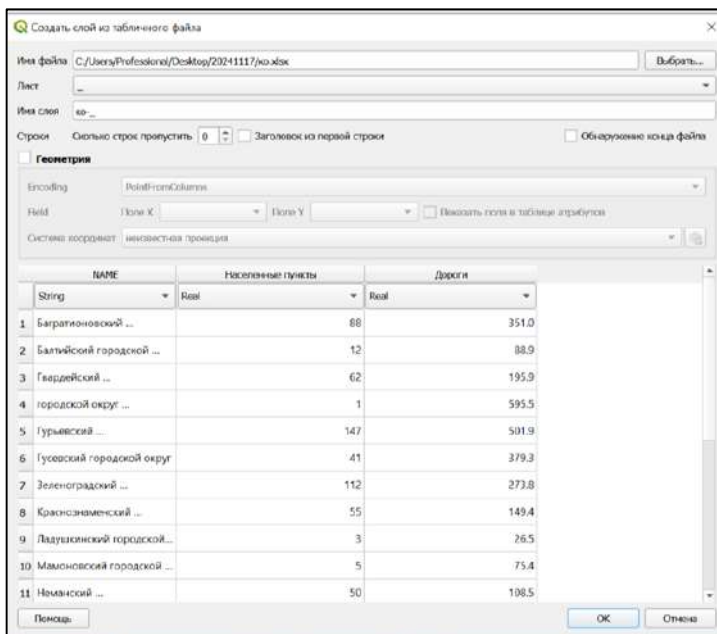 Создать слой из табличного файла
Имя файла C:/Users/Professional/Desktop/20241117/ко.xlsx Выбрать...
Лист _
Имя слоя ко-_
Строки Сколько строк пропустить 0 Заголовок из первой строки Обнаружение конца файла
Геометрия
Encoding PointFromColumns
Field Поле X Поле Y Показать поля в таблице атрибутов
Система координат неизвестная проекция
NAME Населенные пункты Дороги
String Real Real
1 Багратионовский ... 88 351.0
2 Балтийский городской ... 12 88.9
3 Гвардейский ... 62 195.9
4 городской округ ... 1 595.5
5 Гурьевский ... 147 501.9
6 Гусевский городской округ 41 379.3
7 Зеленоградский ... 112 273.8
8 Краснознаменский ... 55 149.4
9 Ладушкинский городской... 3 26.5
10 Мамоновский городской ... 5 75.4
11 Неманский ... 50 108.5
Помощь OK Отмена